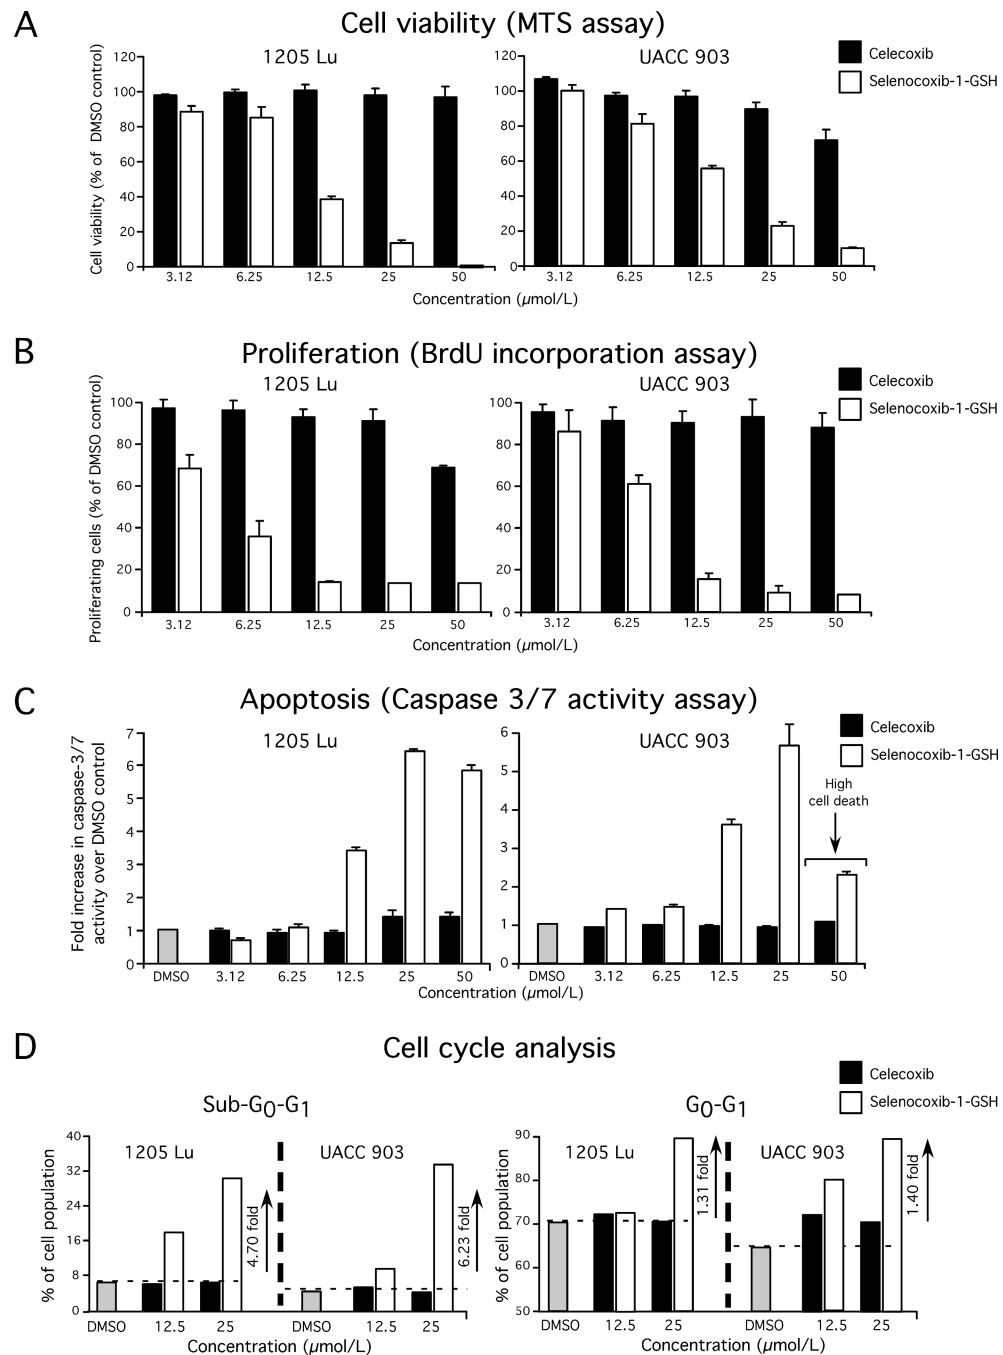 A
Cell viability (MTS assay)
1205 Lu
UACC 903
Celecoxib
Selenocoxib-1-GSH
Cell viability (% of DMSO control)
120
100
80
60
40
20
0
3.12 6.25 12.5 25 50
120
100
80
60
40
20
0
3.12 6.25 12.5 25 50
Concentration (µmol/L)
B
Proliferation (BrdU incorporation assay)
1205 Lu
UACC 903
Celecoxib
Selenocoxib-1-GSH
Proliferating cells (% of DMSO control)
100
80
60
40
20
0
3.12 6.25 12.5 25 50
100
80
60
40
20
0
3.12 6.25 12.5 25 50
Concentration (µmol/L)
C
Apoptosis (Caspase 3/7 activity assay)
1205 Lu
UACC 903
Celecoxib
Selenocoxib-1-GSH
Fold increase in caspase-3/7
activity over DMSO control
7
6
5
4
3
2
1
0
DMSO 3.12 6.25 12.5 25 50
6
5
4
3
2
1
0
High
cell death
DMSO 3.12 6.25 12.5 25 50
Concentration (µmol/L)
D
Cell cycle analysis
Celecoxib
Selenocoxib-1-GSH
Sub-G0-G1
1205 Lu
UACC 903
% of cell population
40
32
24
16
8
0
4.70 fold
6.23 fold
DMSO 12.5 25 DMSO 12.5 25
Concentration (µmol/L)
G0-G1
1205 Lu
UACC 903
% of cell population
90
80
70
60
50
1.31 fold
1.40 fold
DMSO 12.5 25 DMSO 12.5 25
Concentration (µmol/L)